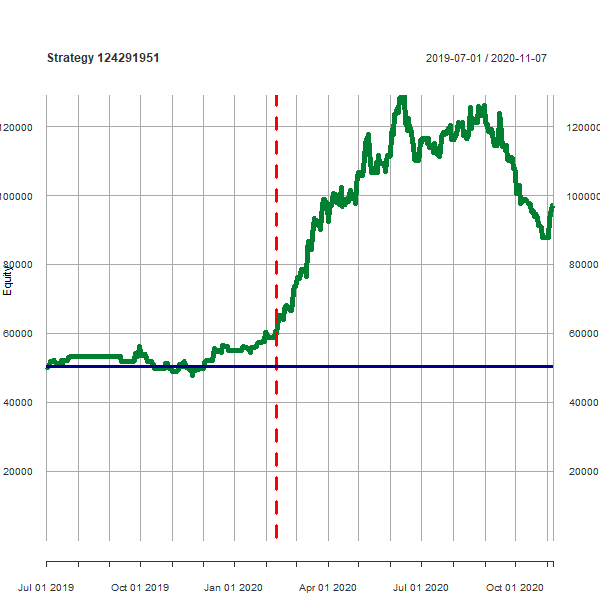 Strategy 124291951 2019-07-01 / 2020-11-07
120000 120000
100000 100000
80000 80000
Equity
60000 60000
40000 40000
20000 20000
Jul 01 2019 Oct 01 2019 Jan 01 2020 Apr 01 2020 Jul 01 2020 Oct 01 2020